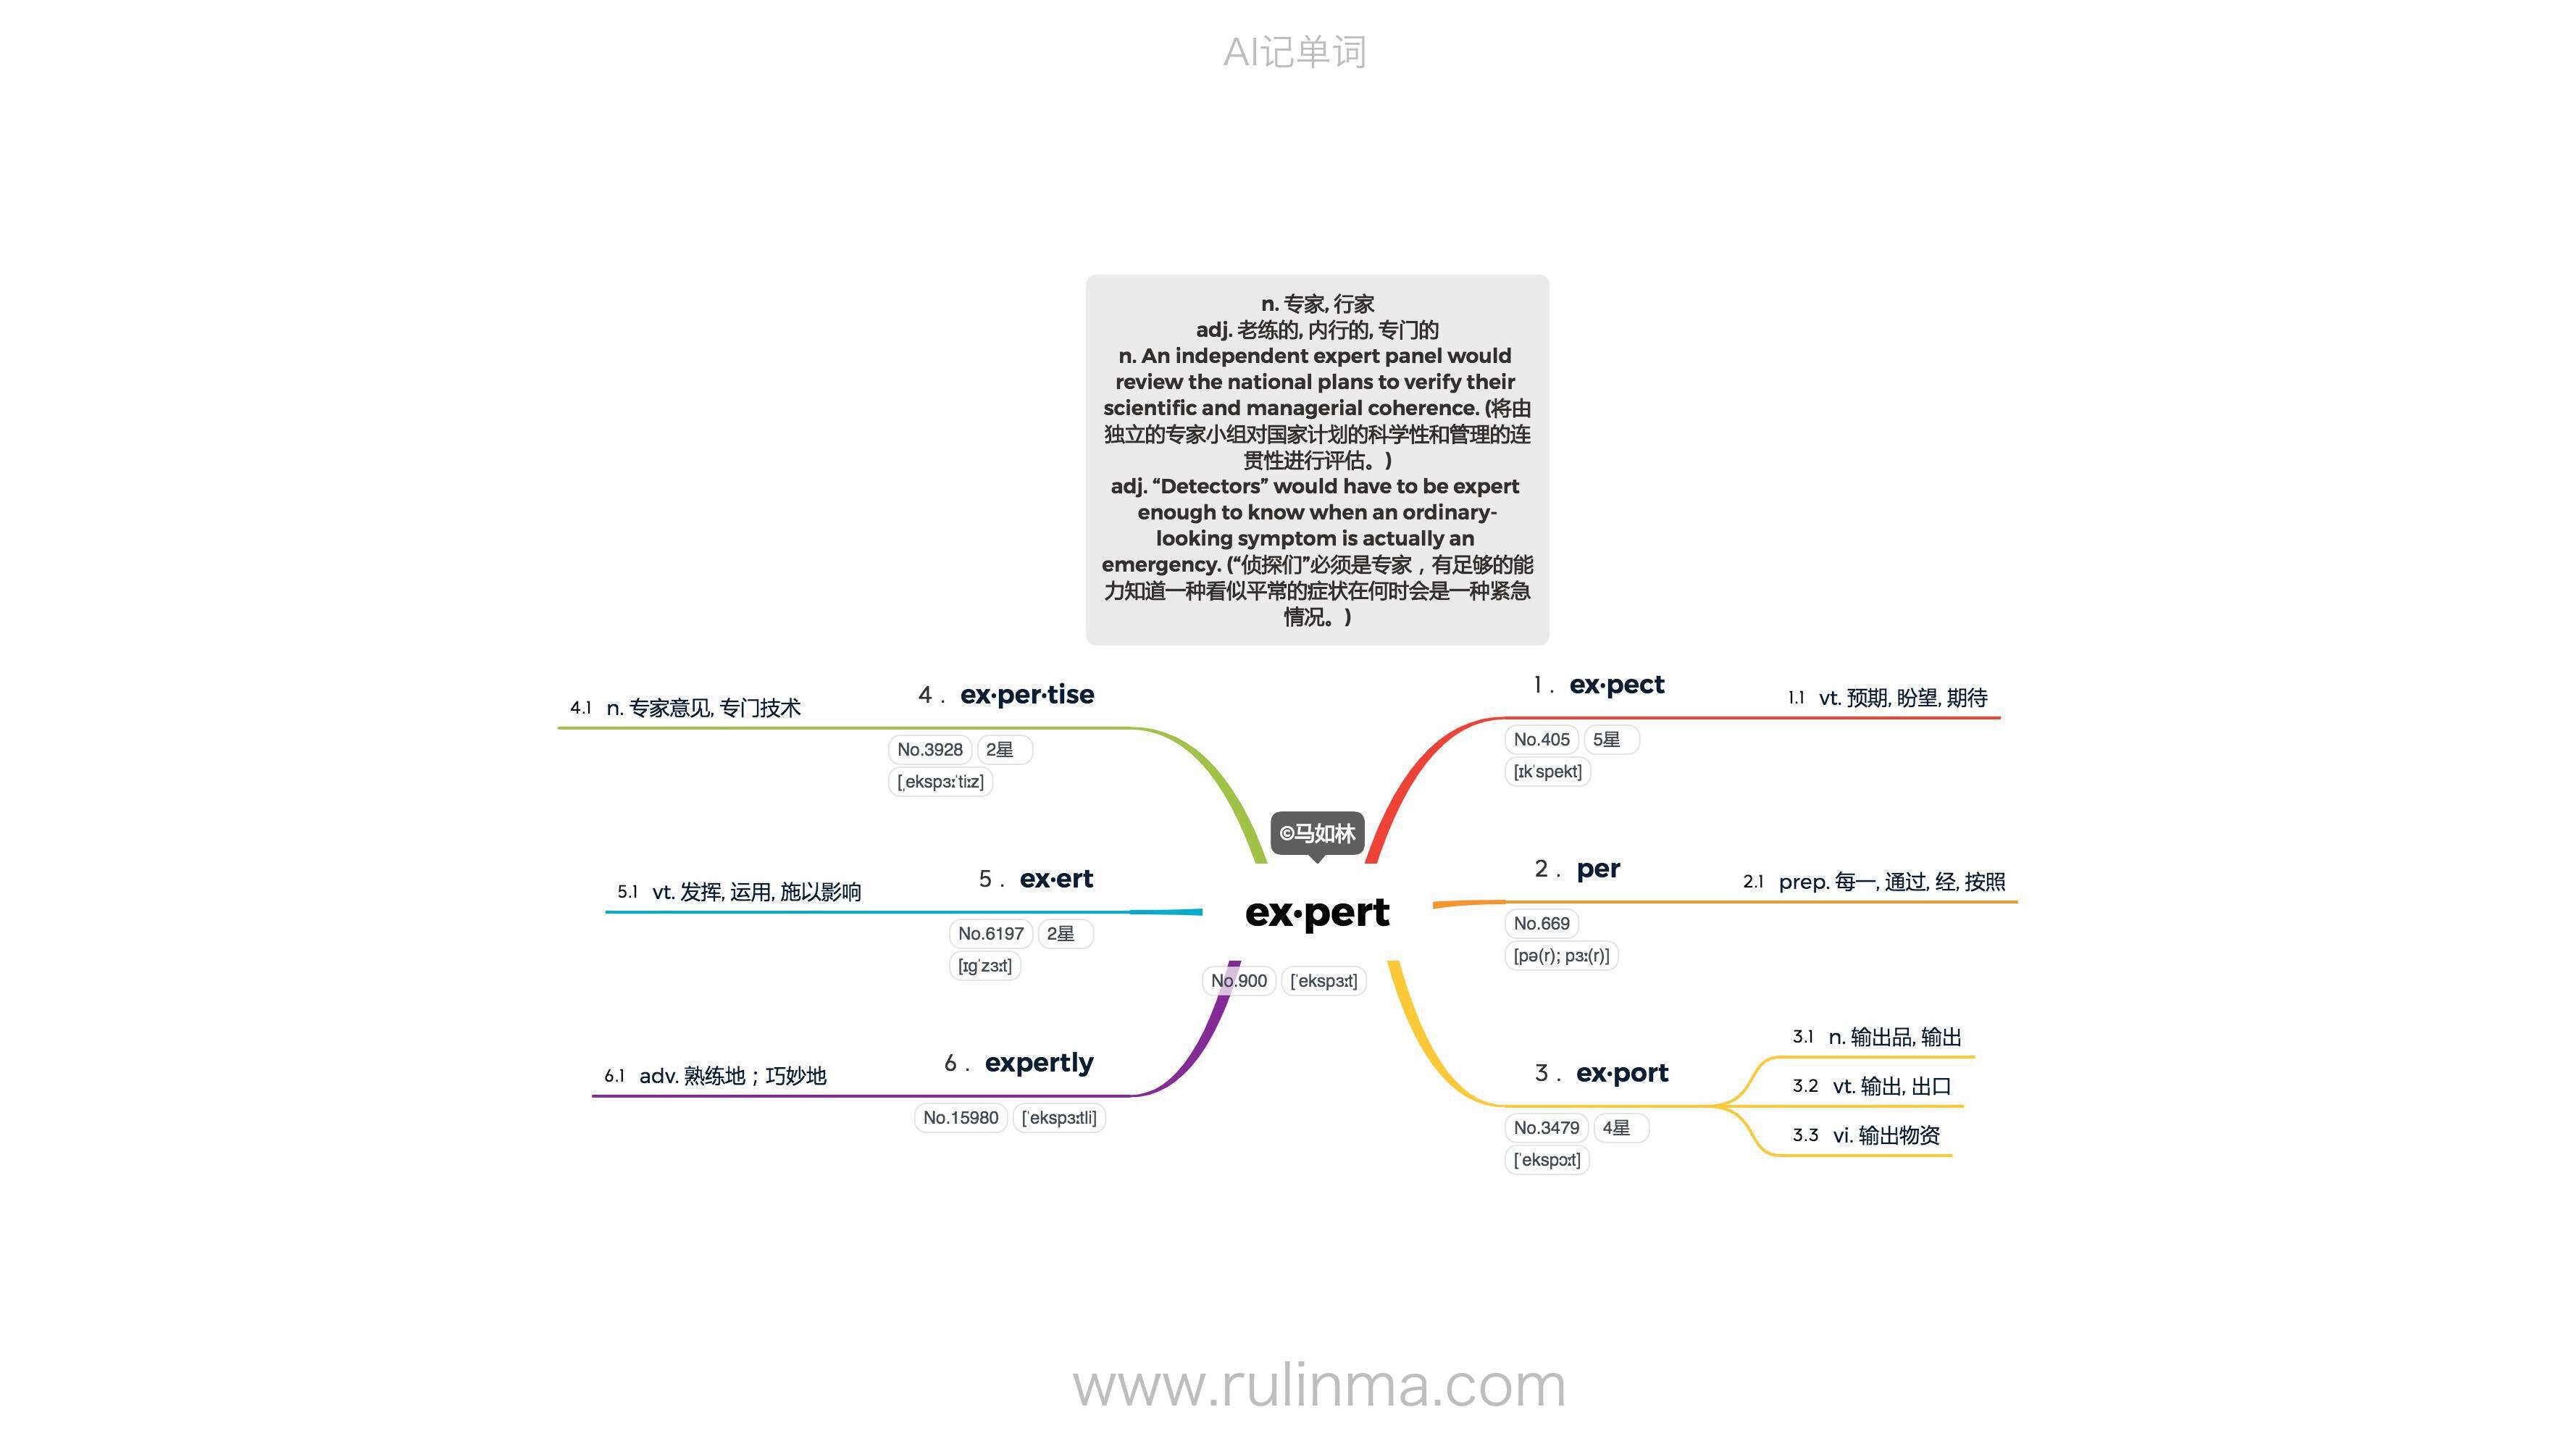 AI记单词
n. 专家, 行家
adj. 老练的, 内行的, 专门的
n. An independent expert panel would
review the national plans to verify their
scientific and managerial coherence. (将由
独立的专家小组对国家计划的科学性和管理的连
贯性进行评估。)
adj. “Detectors” would have to be expert
enough to know when an ordinary-
looking symptom is actually an
emergency. (“侦探们”必须是专家，有足够的能
力知道一种看似平常的症状在何时会是一种紧急
情况。)
©马如林
ex·pert
No.900 [ˈekspɜːt]
1 . ex·pect
No.405 5星
[ɪkˈspekt]
1.1 vt. 预期, 盼望, 期待
2 . per
No.669
[pə(r); pɜː(r)]
2.1 prep. 每一, 通过, 经, 按照
3 . ex·port
No.3479 4星
[ˈekspɔːt]
3.1 n. 输出品, 输出
3.2 vt. 输出, 出口
3.3 vi. 输出物资
4 . ex·per·tise
No.3928 2星
[ˌekspɜːˈtiːz]
4.1 n. 专家意见, 专门技术
5 . ex·ert
No.6197 2星
[ɪɡˈzɜːt]
5.1 vt. 发挥, 运用, 施以影响
6 . expertly
No.15980 [ˈekspɜːtli]
6.1 adv. 熟练地；巧妙地
www.rulinma.com